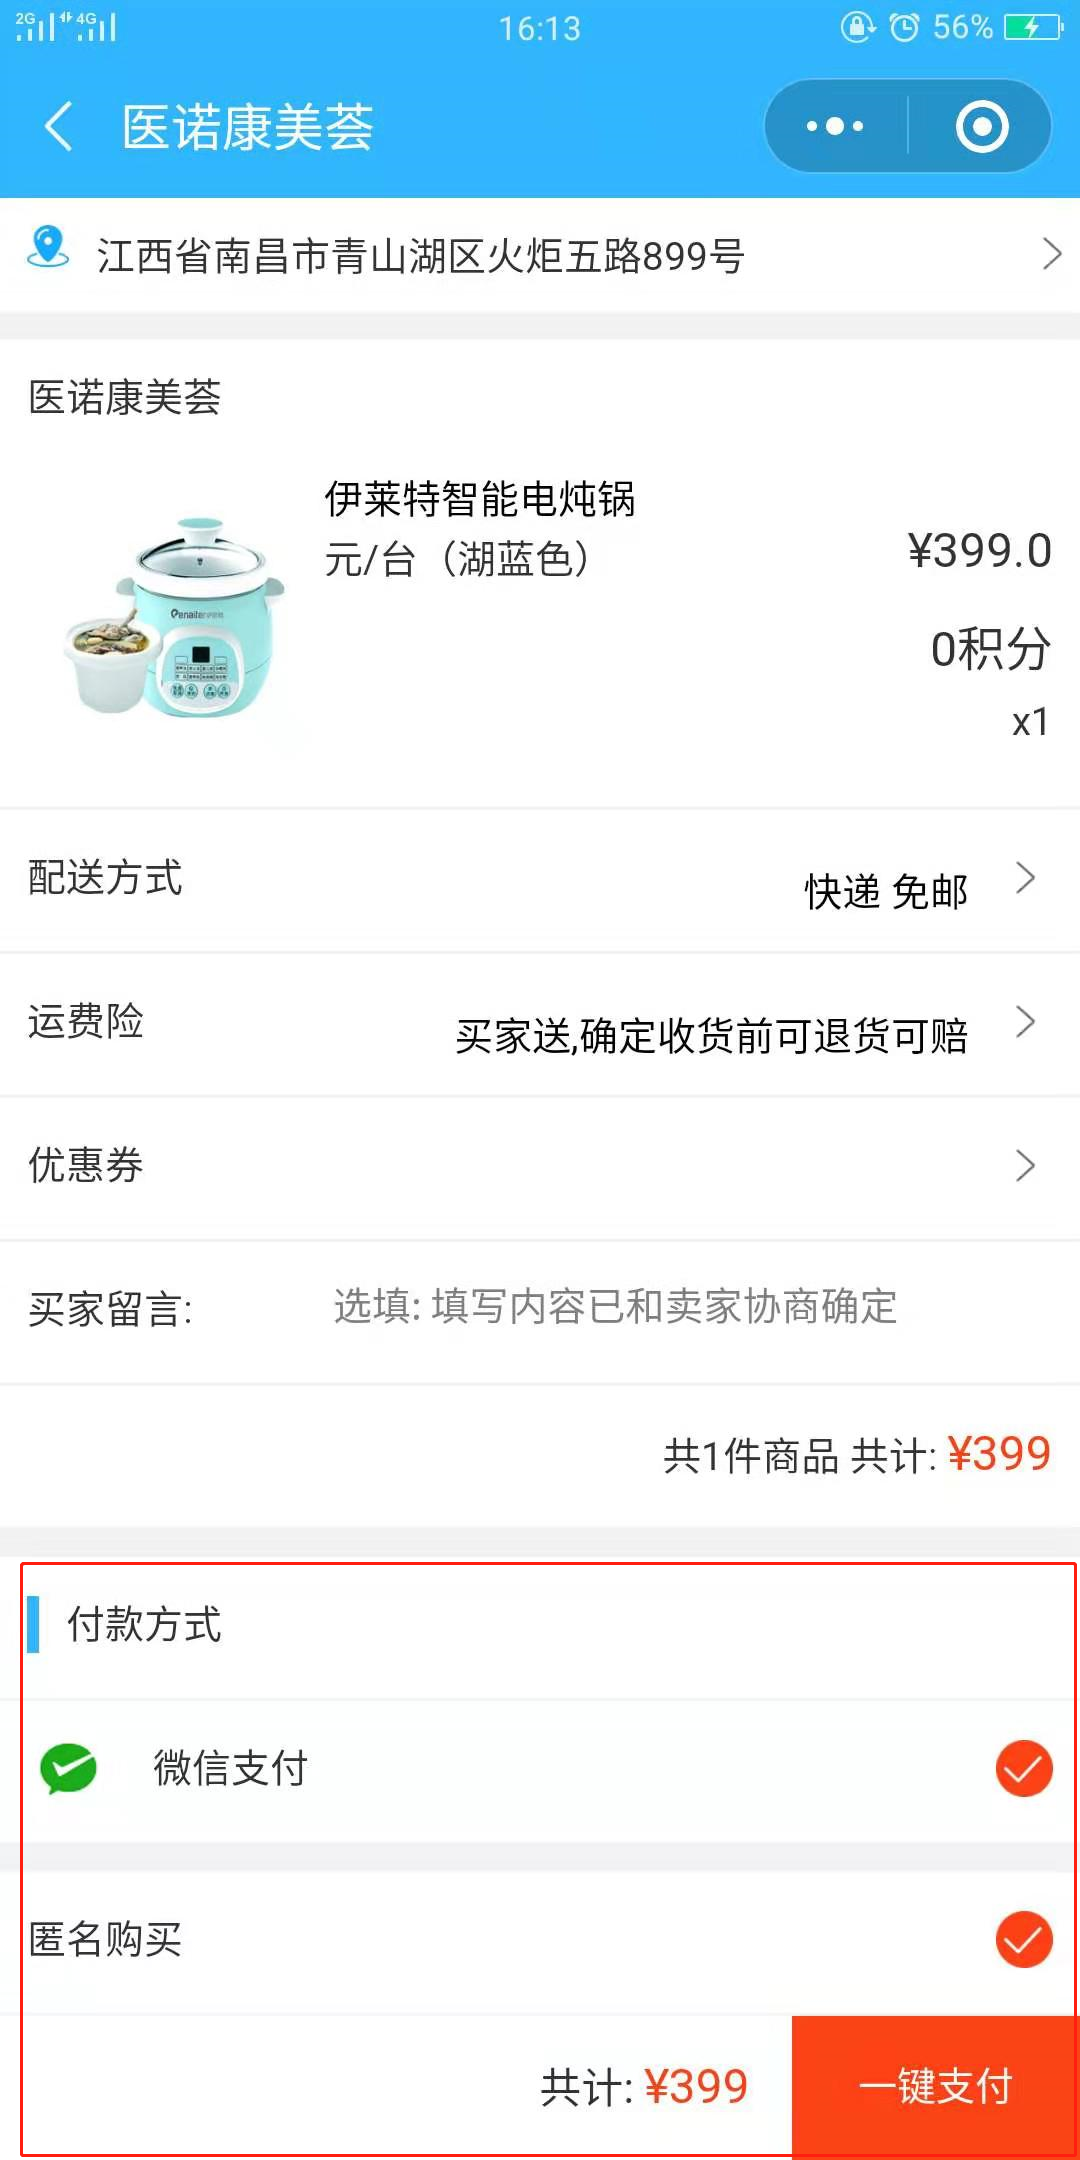 2G 4G 16:13 56%
医诺康美荟
江西省南昌市青山湖区火炬五路899号
医诺康美荟
伊莱特智能电炖锅
元/台（湖蓝色）
¥399.0
0积分
x1
配送方式 快递 免邮
运费险 买家送,确定收货前可退货可赔
优惠券
买家留言: 选填: 填写内容已和卖家协商确定
共1件商品 共计: ¥399
付款方式
微信支付
匿名购买
共计: ¥399 一键支付